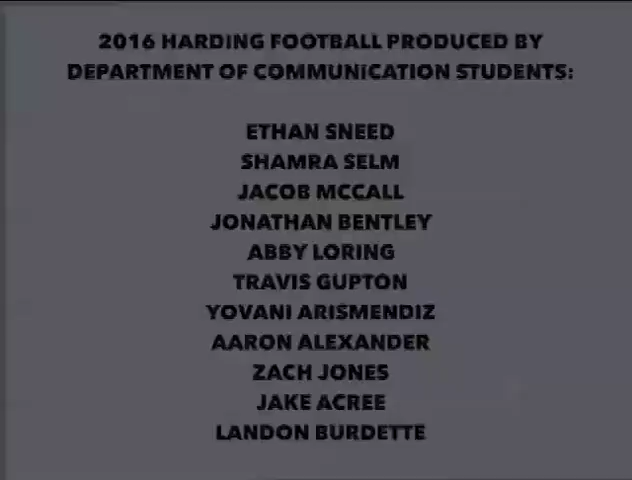 2016 HARDING FOOTBALL PRODUCED BY
DEPARTMENT OF COMMUNICATION STUDENTS:
ETHAN SNEED
SHAMRA SELM
JACOB MCCALL
JONATHAN BENTLEY
ABBY LORING
TRAVIS GUPTON
YOVANI ARISMENDIZ
AARON ALEXANDER
ZACH JONES
JAKE ACREE
LANDON BURDETTE